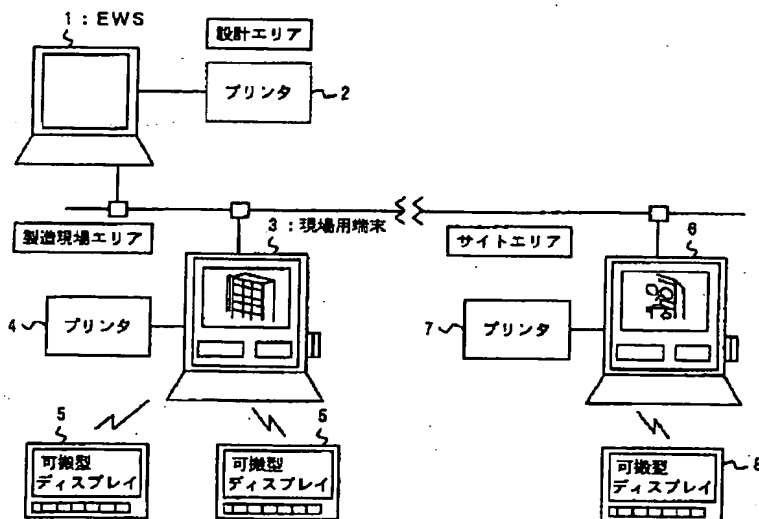 1：EWS
設計エリア
プリンタ
2
製造現場エリア
3：現場用端末
サイトエリア
6
4
プリンタ
7
プリンタ
5
可搬型
ディスプレイ
5
可搬型
ディスプレイ
可搬型
ディスプレイ
8